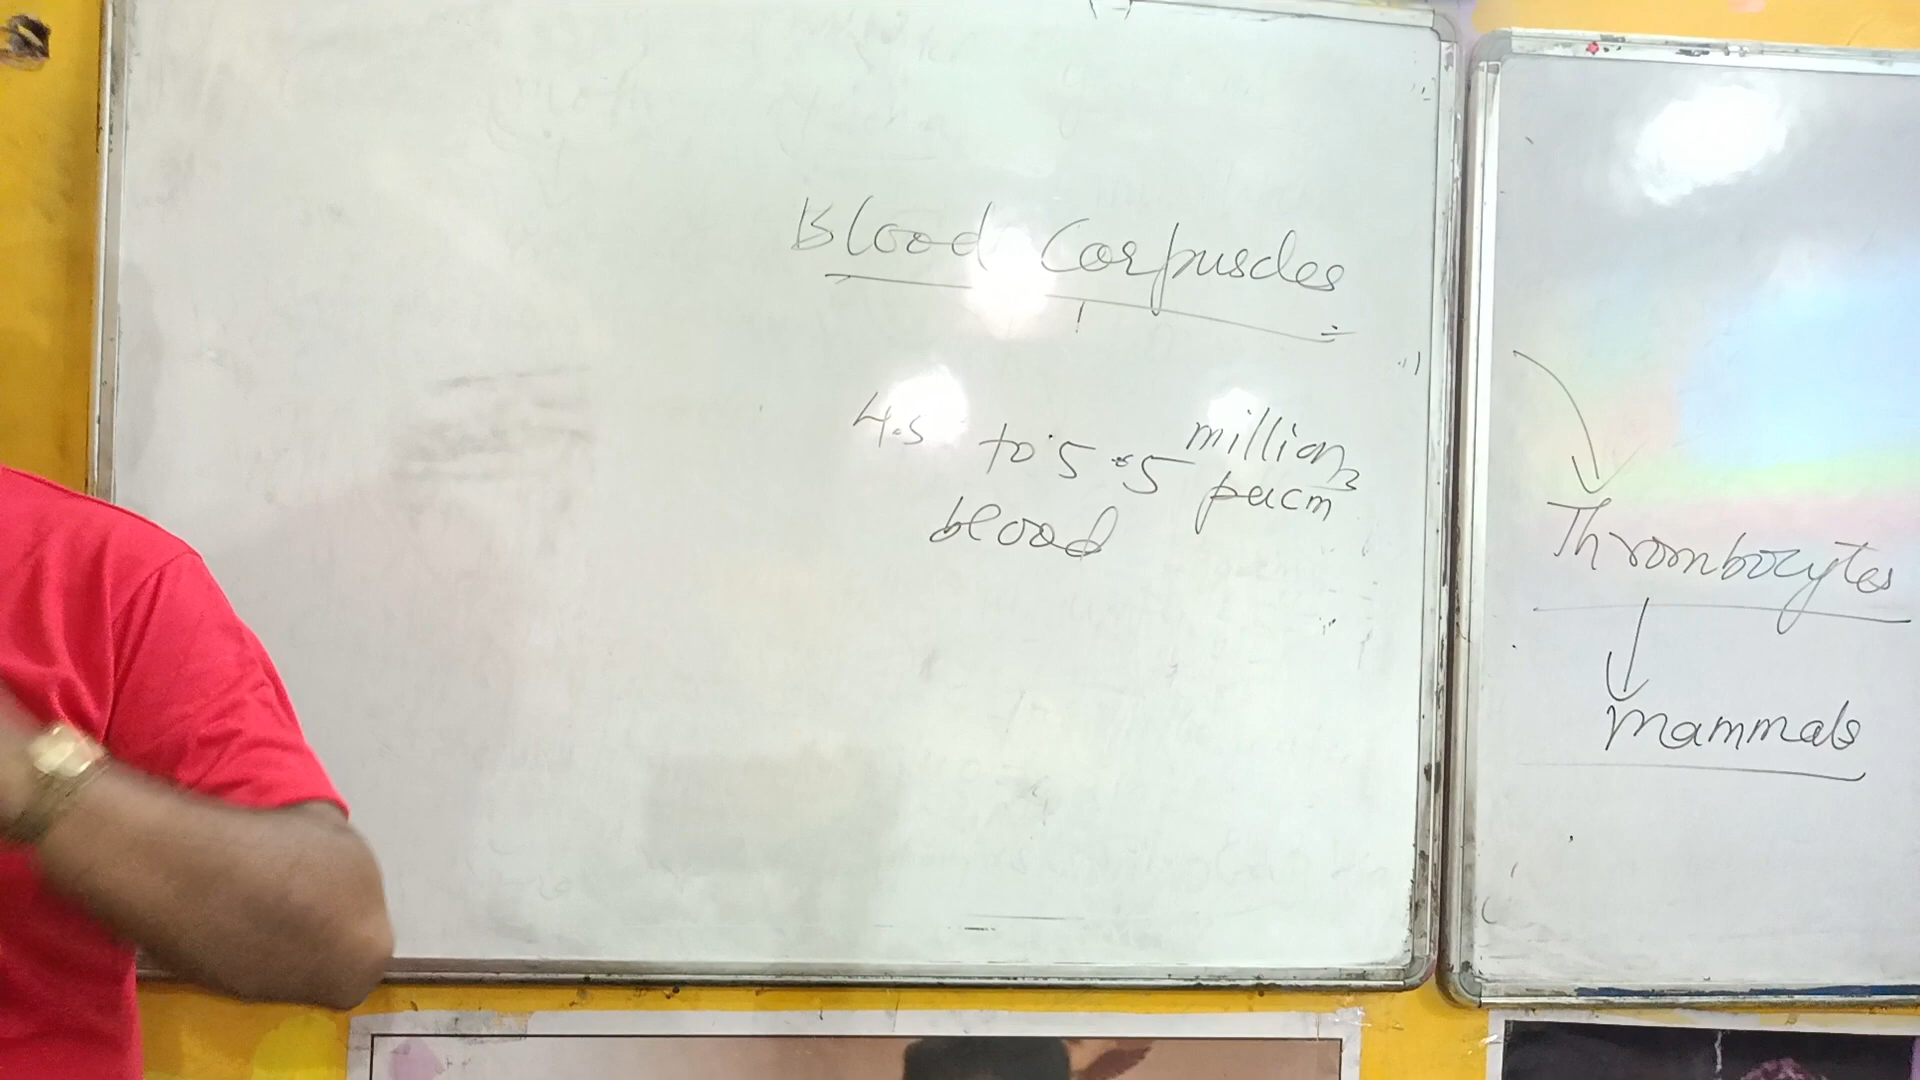 Blood Corpuscles
4.5 to 5.5 million
per cm³
blood
Thrombocytes
Mammals